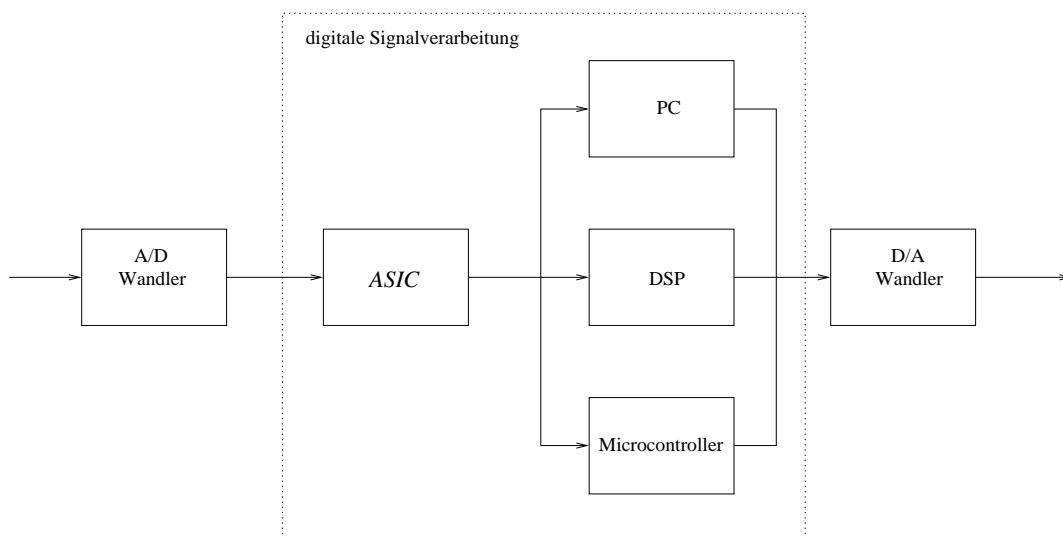 digitale Signalverarbeitung
PC
A/D
Wandler
ASIC
DSP
D/A
Wandler
Microcontroller